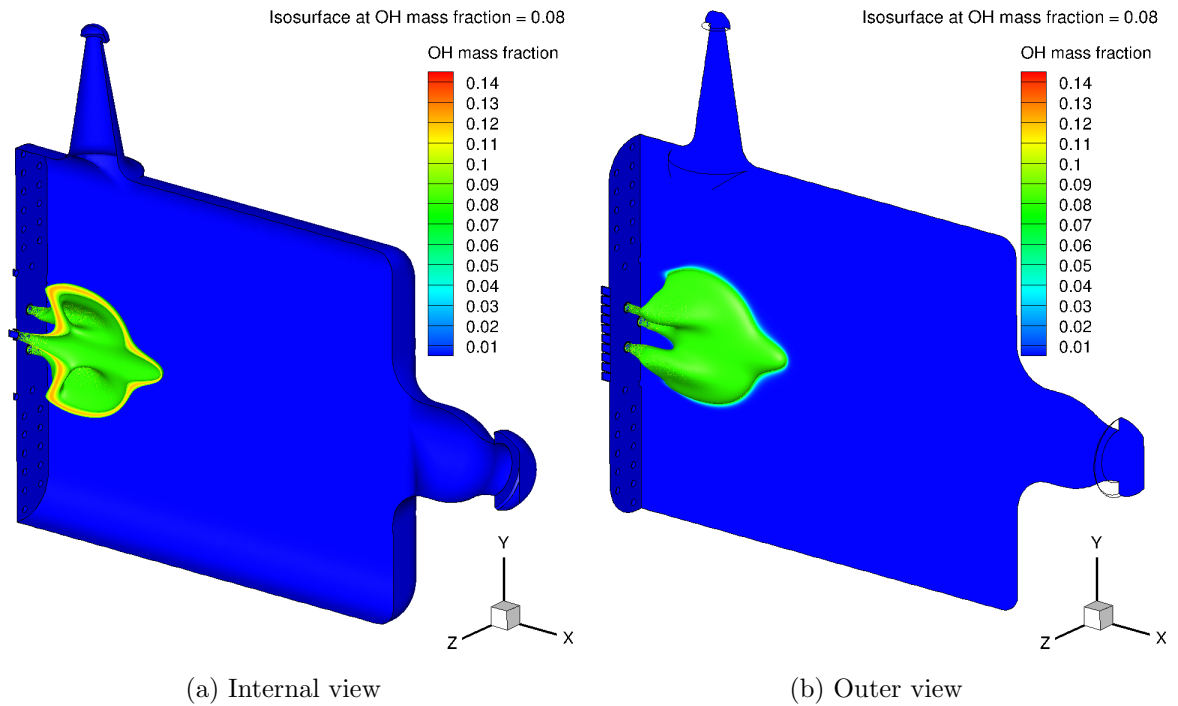 Isosurface at OH mass fraction = 0.08
OH mass fraction
0.14
0.13
0.12
0.11
0.1
0.09
0.08
0.07
0.06
0.05
0.04
0.03
0.02
0.01
Y
Z
X
(a) Internal view
Isosurface at OH mass fraction = 0.08
OH mass fraction
0.14
0.13
0.12
0.11
0.1
0.09
0.08
0.07
0.06
0.05
0.04
0.03
0.02
0.01
Y
Z
X
(b) Outer view